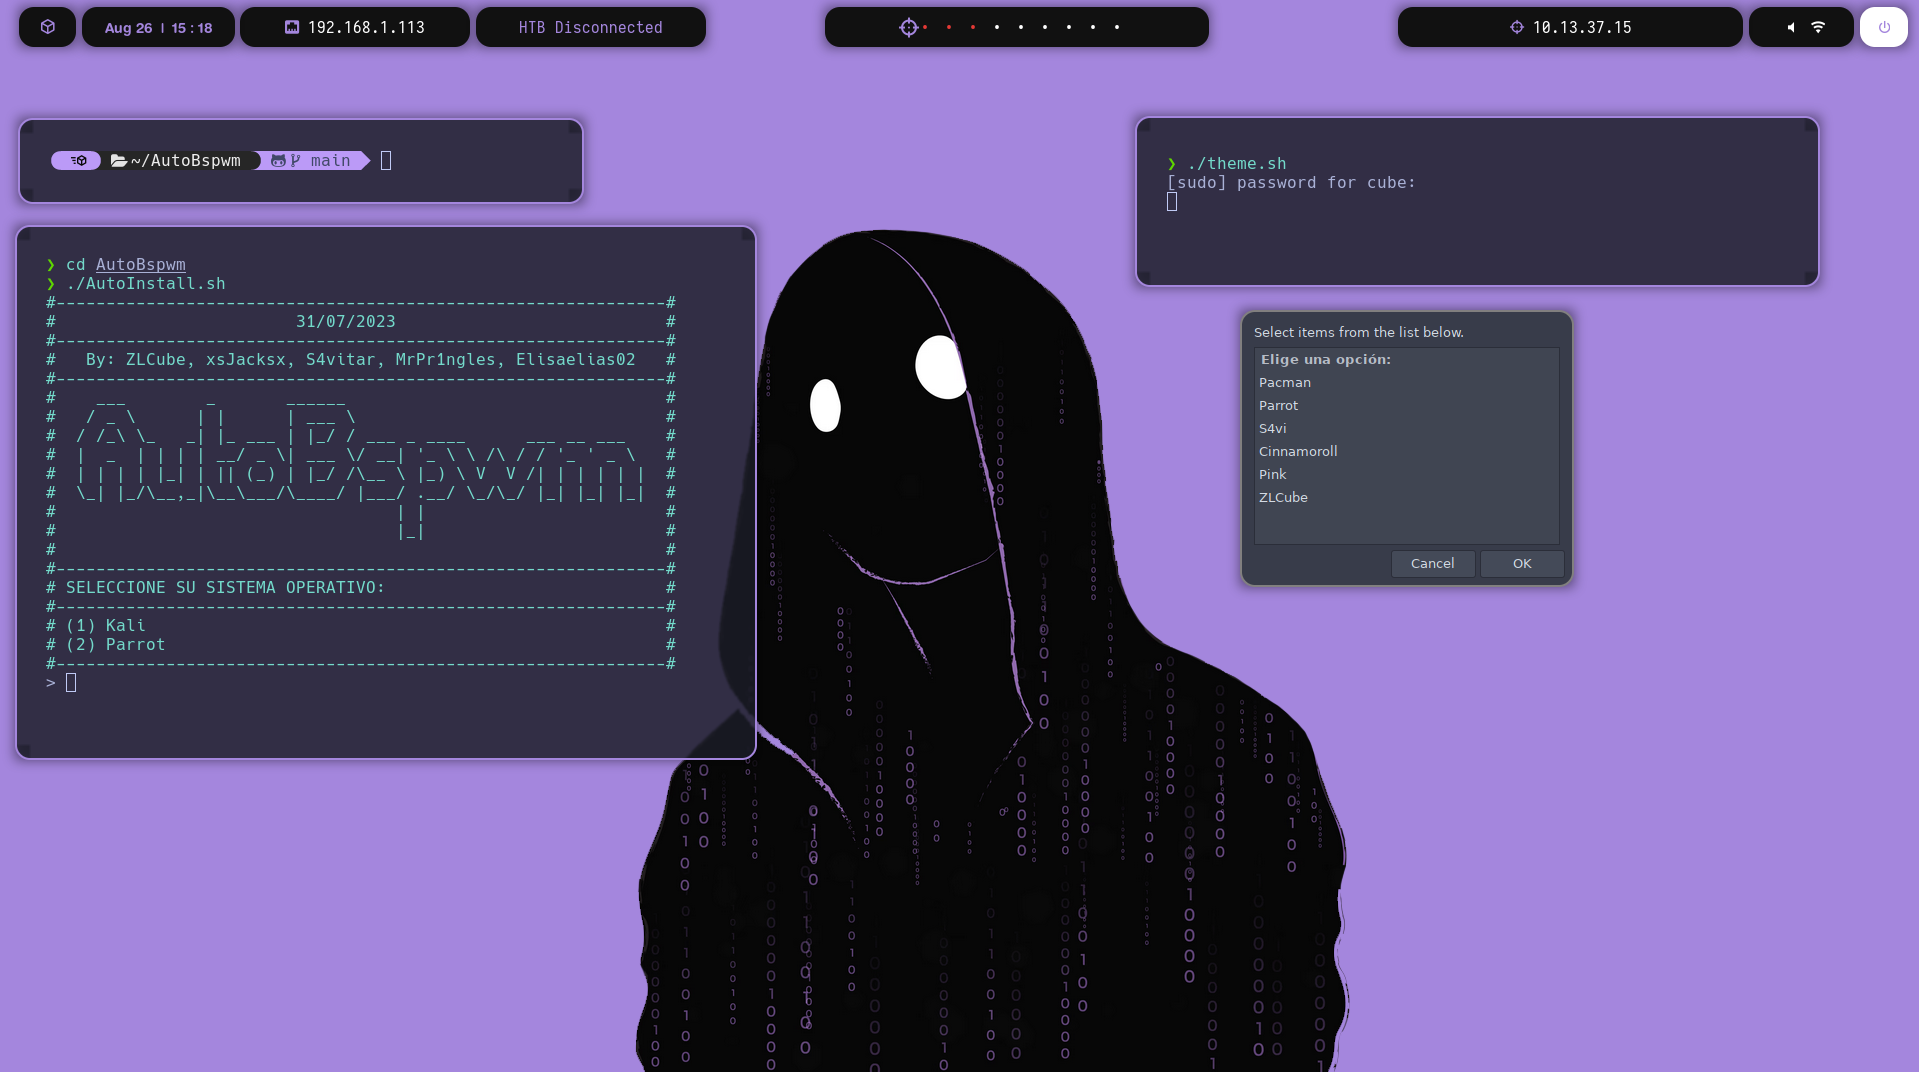 Aug 26 | 15 : 18
192.168.1.113
HTB Disconnected
10.13.37.15
~/AutoBspwm main
❯ ./theme.sh
[sudo] password for cube:
❯ cd AutoBspwm
❯ ./AutoInstall.sh
#-------------------------------------------------------------#
#                        31/07/2023                           #
#-------------------------------------------------------------#
#   By: ZLCube, xsJacksx, S4vitar, MrPr1ngles, Elisaelias02   #
#-------------------------------------------------------------#
AutoBspwm
#-------------------------------------------------------------#
# SELECCIONE SU SISTEMA OPERATIVO:                            #
#-------------------------------------------------------------#
# (1) Kali                                                    #
# (2) Parrot                                                  #
#-------------------------------------------------------------#
>
Select items from the list below.
Elige una opción:
Pacman
Parrot
S4vi
Cinnamoroll
Pink
ZLCube
Cancel
OK